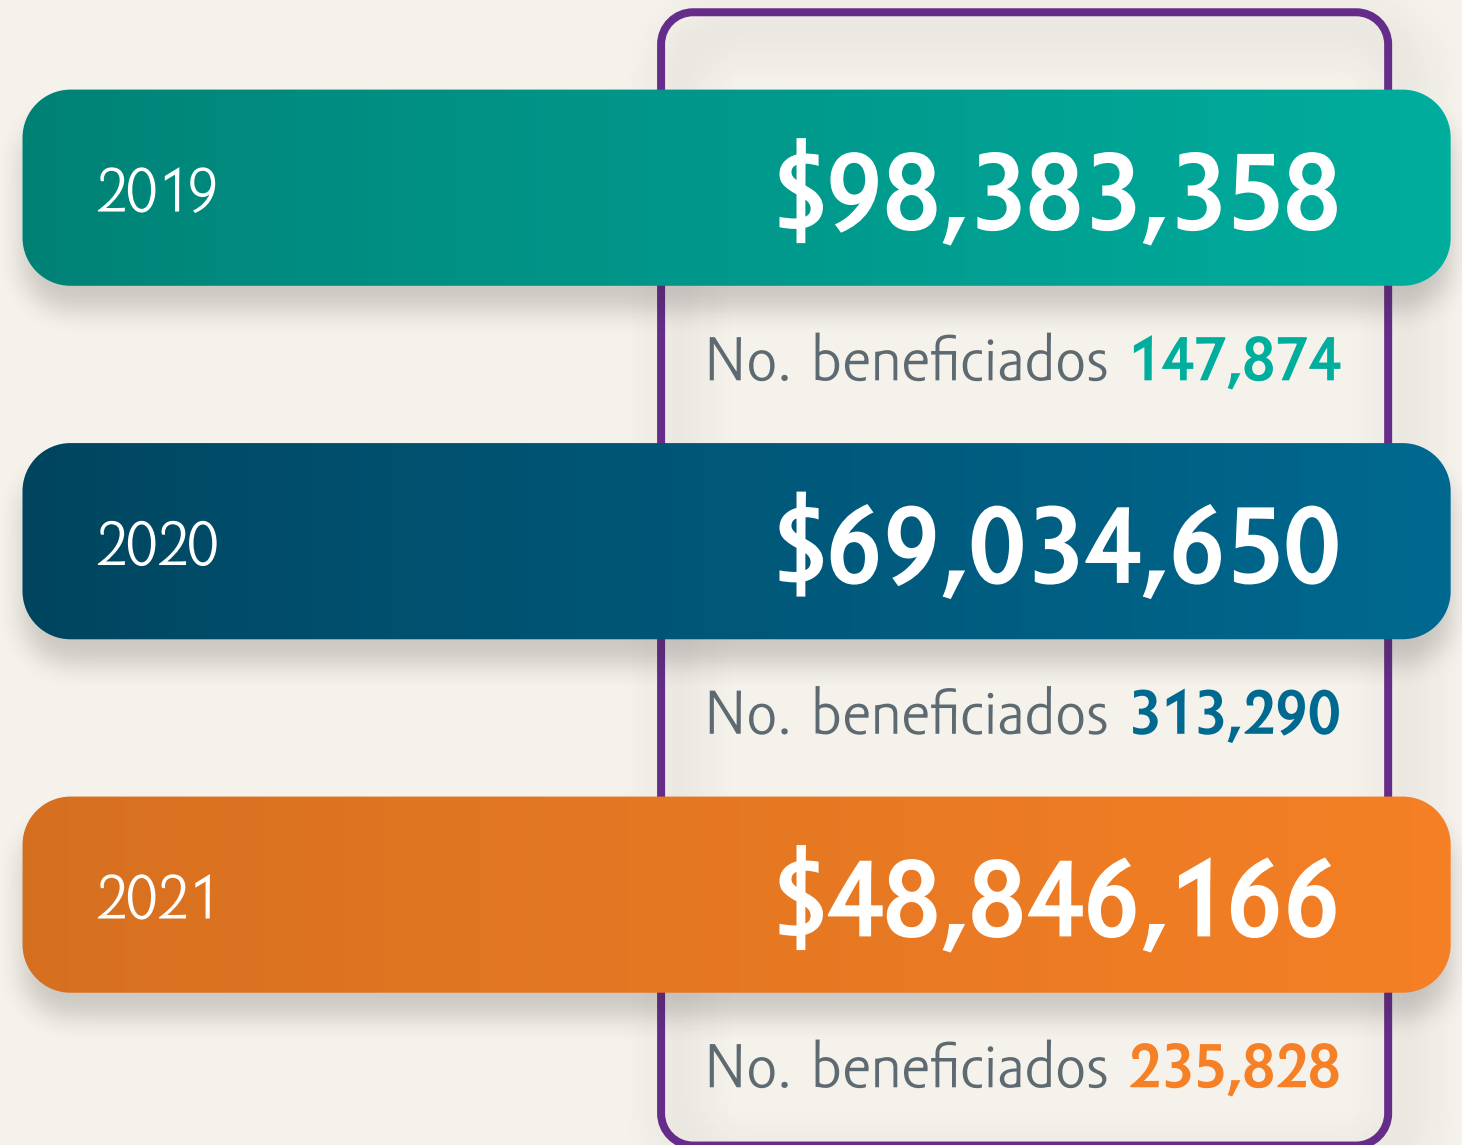 2019 $98,383,358
No. beneficiados 147,874
2020 $69,034,650
No. beneficiados 313,290
2021 $48,846,166
No. beneficiados 235,828